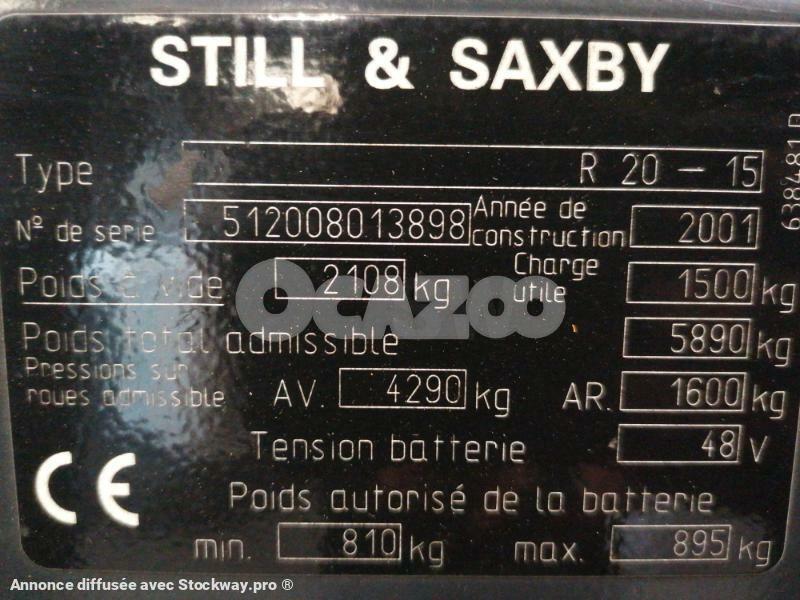 STILL & SAXBY
Type R 20 - 15
Nº de serie 512008013898 Année de construction 2001
Poids à vide 2108 kg Charge utile 1500 kg
Poids total admissible 5890 kg
Pressions sur roues admissible AV. 4290 kg AR. 1600 kg
Tension batterie 48 V
CE
Poids autorisé de la batterie
min. 810 kg max. 895 kg
638481 D
OCAZOO
Annonce diffusée avec Stockway.pro ®